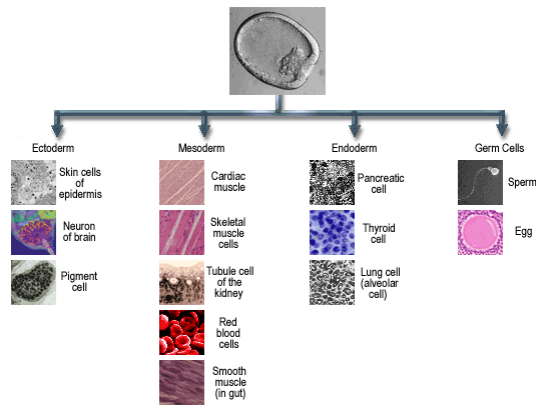 Ectoderm
Mesoderm
Endoderm
Germ Cells
Skin cells
of
epidermis
Neuron
of brain
Pigment
cell
Cardiac
muscle
Skeletal
muscle
cells
Tubule cell
of the
kidney
Red
blood
cells
Smooth
muscle
(in gut)
Pancreatic
cell
Thyroid
cell
Lung cell
(alveolar
cell)
Sperm
Egg